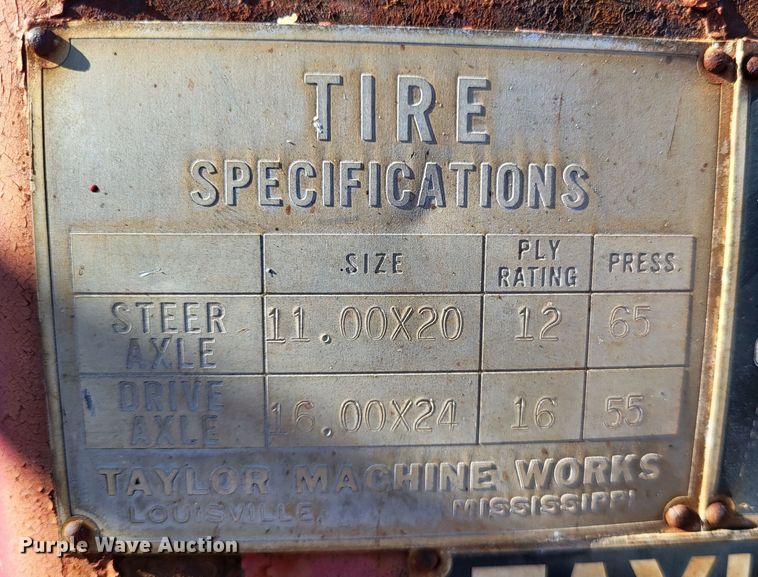 TIRE
SPECIFICATIONS
SIZE PLY RATING PRESS.
STEER AXLE 11.00X20 12 65
DRIVE AXLE 16.00X24 16 55
TAYLOR MACHINE WORKS
LOUISVILLE, MISSISSIPPI
Purple Wave Auction
TAYL